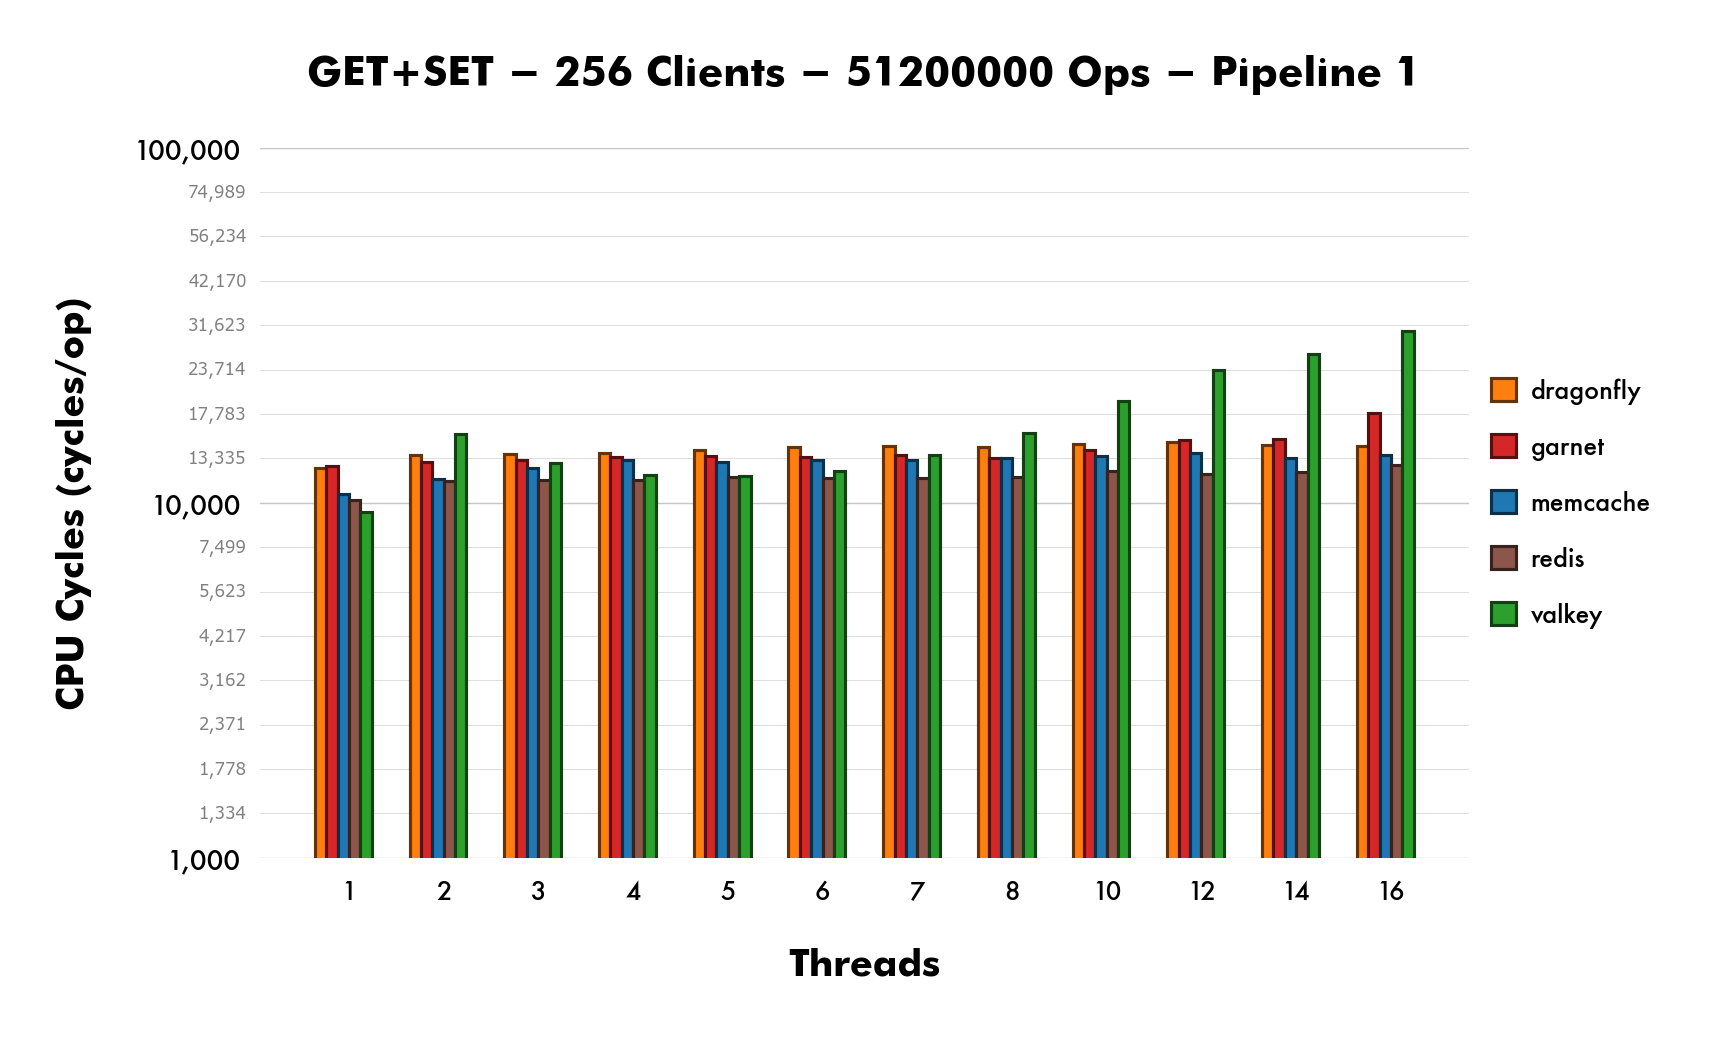 GET+SET – 256 Clients – 51200000 Ops – Pipeline 1
CPU Cycles (cycles/op)
100,000
74,989
56,234
42,170
31,623
23,714
17,783
13,335
10,000
7,499
5,623
4,217
3,162
2,371
1,778
1,334
1,000
1 2 3 4 5 6 7 8 10 12 14 16
Threads
dragonfly
garnet
memcache
redis
valkey